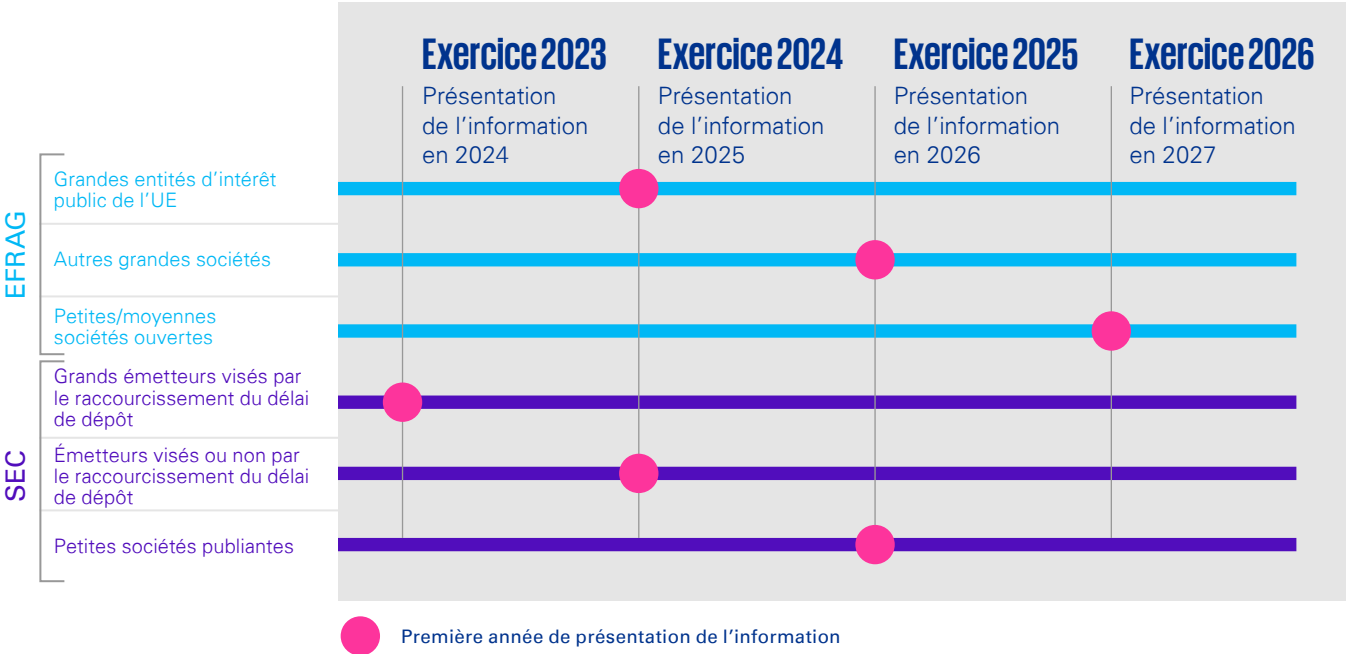 Exercice 2023
Exercice 2024
Exercice 2025
Exercice 2026
Présentation
de l’information
en 2024
Présentation
de l’information
en 2025
Présentation
de l’information
en 2026
Présentation
de l’information
en 2027
EFRAG
Grandes entités d’intérêt
public de l’UE
Autres grandes sociétés
Petites/moyennes
sociétés ouvertes
SEC
Grands émetteurs visés par
le raccourcissement du délai
de dépôt
Émetteurs visés ou non par
le raccourcissement du délai
de dépôt
Petites sociétés publiantes
Première année de présentation de l’information